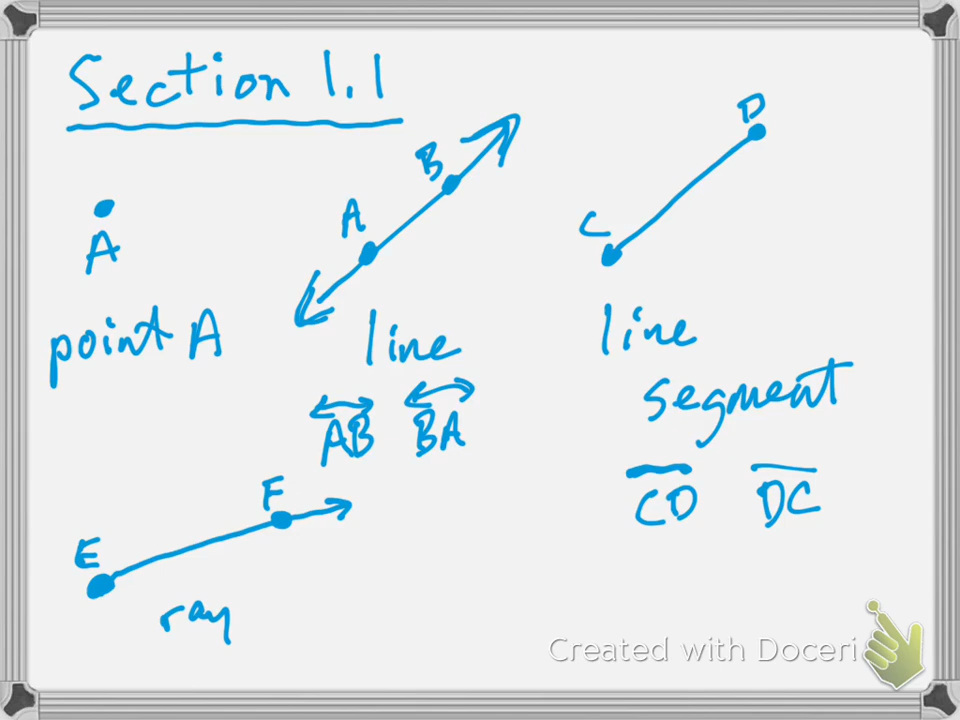 Section 1.1
A
point A
A B
line
AB BA
C D
line
segment
CD DC
E F
ray
Created with Doceri